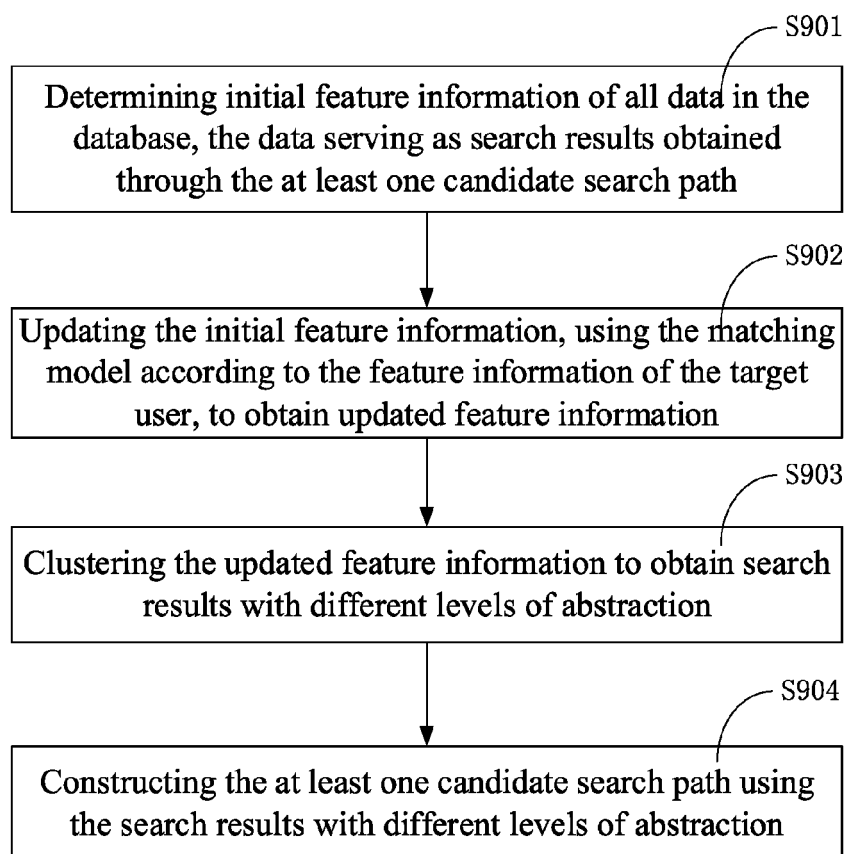 S901
Determining initial feature information of all data in the
database, the data serving as search results obtained
through the at least one candidate search path
S902
Updating the initial feature information, using the matching
model according to the feature information of the target
user, to obtain updated feature information
S903
Clustering the updated feature information to obtain search
results with different levels of abstraction
S904
Constructing the at least one candidate search path using
the search results with different levels of abstraction